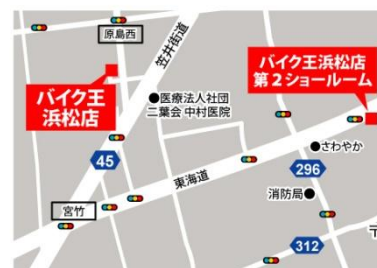 原島西
笠井街道
バイク王
浜松店
バイク王浜松店
第2ショールーム
医療法人社団
二葉会 中村医院
さわやか
45
296
東海道
消防局
宮竹
312
〒